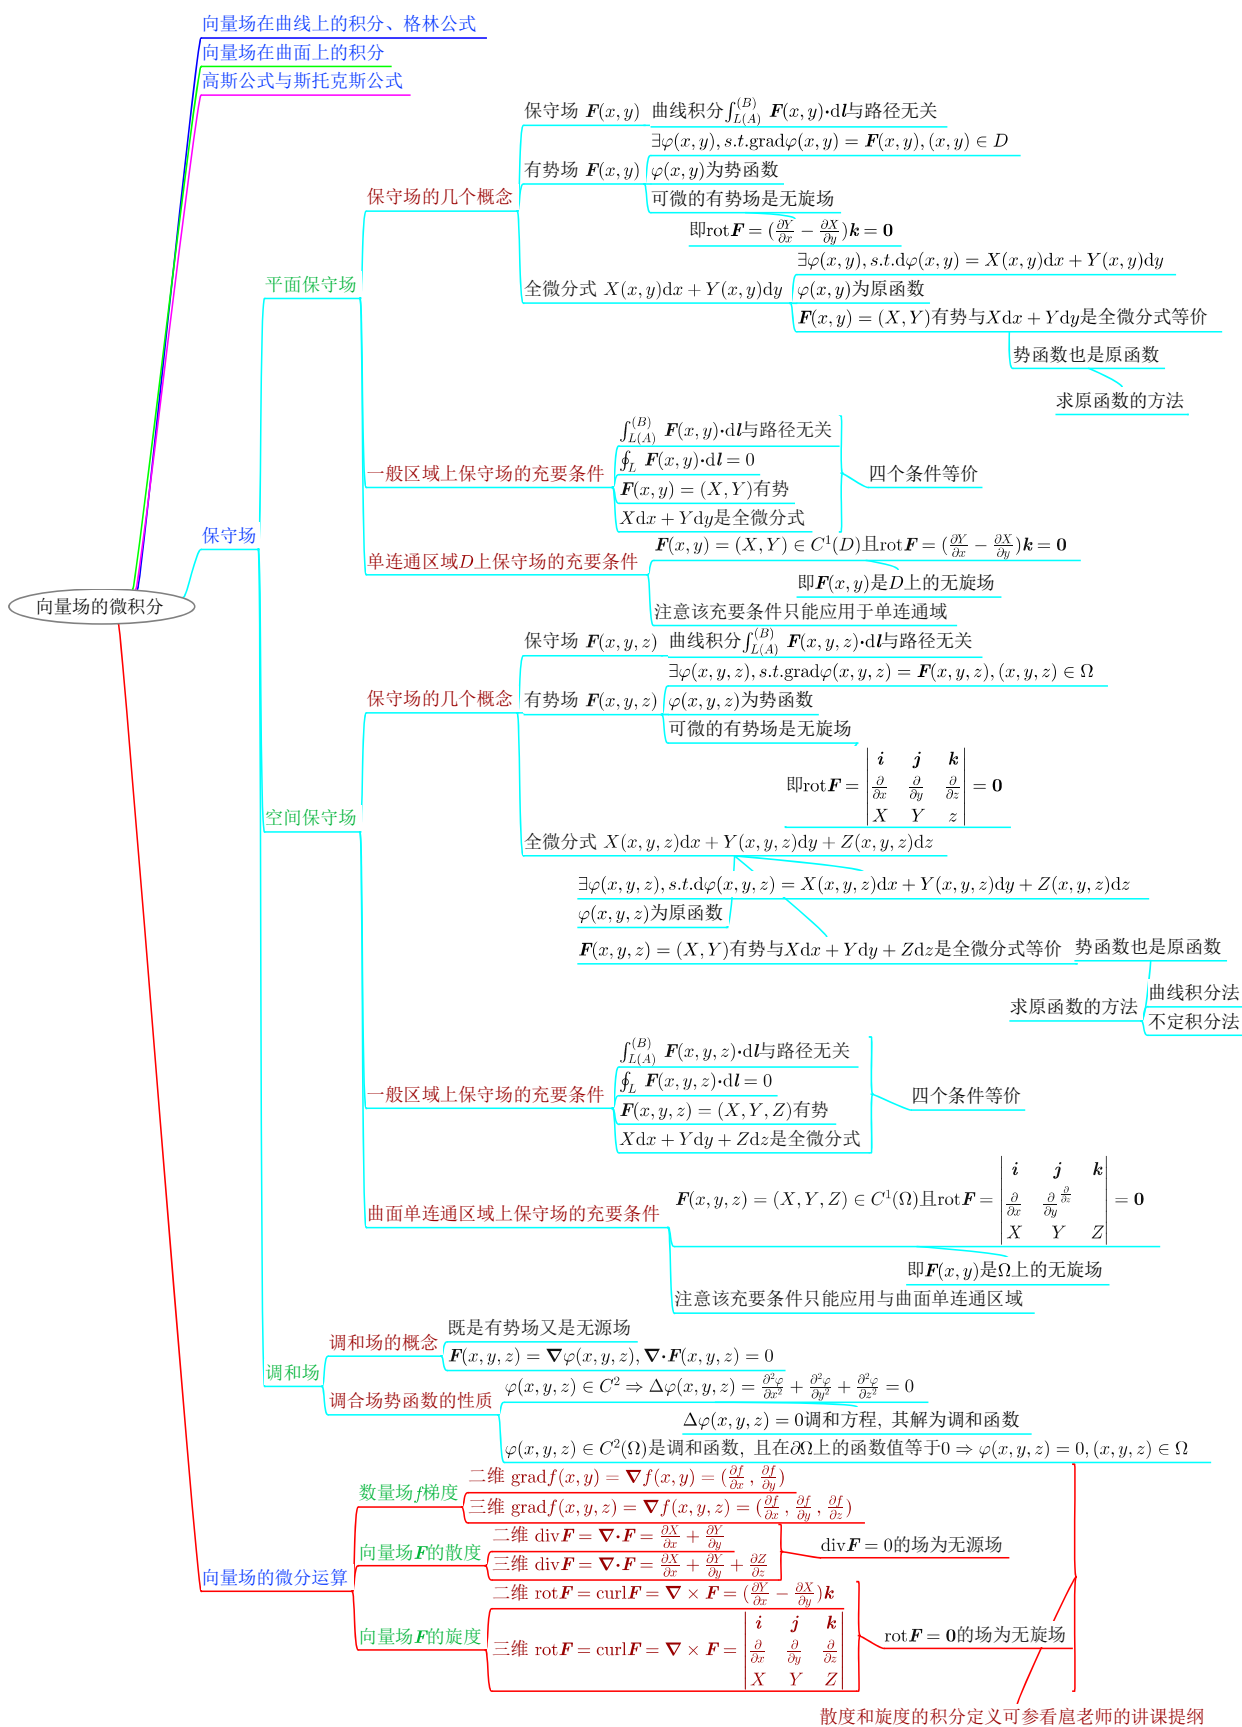 向量场在曲线上的积分、格林公式
向量场在曲面上的积分
高斯公式与斯托克斯公式
保守场 F(x, y) 曲线积分∫_{L(A)}^{(B)} F(x, y)·dl与路径无关
∃φ(x, y), s.t.gradφ(x, y) = F(x, y), (x, y) ∈ D
有势场 F(x, y) φ(x, y)为势函数
保守场的几个概念 可微的有势场是无旋场
即rotF = (∂Y/∂x − ∂X/∂y)k = 0
∃φ(x, y), s.t.dφ(x, y) = X(x, y)dx + Y(x, y)dy
平面保守场
全微分式 X(x, y)dx + Y(x, y)dy φ(x, y)为原函数
F(x, y) = (X, Y)有势与Xdx + Ydy是全微分式等价
势函数也是原函数
求原函数的方法
∫_{L(A)}^{(B)} F(x, y)·dl与路径无关
∮_L F(x, y)·dl = 0
一般区域上保守场的充要条件 四个条件等价
F(x, y) = (X, Y)有势
Xdx + Ydy是全微分式
保守场
F(x, y) = (X, Y) ∈ C¹(D)且rotF = (∂Y/∂x − ∂X/∂y)k = 0
单连通区域D上保守场的充要条件
即F(x, y)是D上的无旋场
向量场的微积分
注意该充要条件只能应用于单连通域
保守场 F(x, y, z) 曲线积分∫_{L(A)}^{(B)} F(x, y, z)·dl与路径无关
∃φ(x, y, z), s.t.gradφ(x, y, z) = F(x, y, z), (x, y, z) ∈ Ω
保守场的几个概念 有势场 F(x, y, z) φ(x, y, z)为势函数
可微的有势场是无旋场
即rotF = | i j k ; ∂/∂x ∂/∂y ∂/∂z ; X Y z | = 0
空间保守场
全微分式 X(x, y, z)dx + Y(x, y, z)dy + Z(x, y, z)dz
∃φ(x, y, z), s.t.dφ(x, y, z) = X(x, y, z)dx + Y(x, y, z)dy + Z(x, y, z)dz
φ(x, y, z)为原函数
F(x, y, z) = (X, Y)有势与Xdx + Ydy + Zdz是全微分式等价 势函数也是原函数
曲线积分法
求原函数的方法
不定积分法
∫_{L(A)}^{(B)} F(x, y, z)·dl与路径无关
∮_L F(x, y, z)·dl = 0
一般区域上保守场的充要条件 四个条件等价
F(x, y, z) = (X, Y, Z)有势
Xdx + Ydy + Zdz是全微分式
F(x, y, z) = (X, Y, Z) ∈ C¹(Ω)且rotF = | i j k ; ∂/∂x ∂/∂y ∂/∂z ; X Y Z | = 0
曲面单连通区域上保守场的充要条件
即F(x, y)是Ω上的无旋场
注意该充要条件只能应用与曲面单连通区域
既是有势场又是无源场
调和场的概念
F(x, y, z) = ∇φ(x, y, z), ∇·F(x, y, z) = 0
调和场
φ(x, y, z) ∈ C² ⇒ Δφ(x, y, z) = ∂²φ/∂x² + ∂²φ/∂y² + ∂²φ/∂z² = 0
调合场势函数的性质
Δφ(x, y, z) = 0调和方程, 其解为调和函数
φ(x, y, z) ∈ C²(Ω)是调和函数, 且在∂Ω上的函数值等于0 ⇒ φ(x, y, z) = 0, (x, y, z) ∈ Ω
二维 gradf(x, y) = ∇f(x, y) = (∂f/∂x , ∂f/∂y)
数量场f梯度
三维 gradf(x, y, z) = ∇f(x, y, z) = (∂f/∂x , ∂f/∂y , ∂f/∂z)
二维 divF = ∇·F = ∂X/∂x + ∂Y/∂y
向量场F的散度 divF = 0的场为无源场
三维 divF = ∇·F = ∂X/∂x + ∂Y/∂y + ∂Z/∂z
向量场的微分运算
二维 rotF = curlF = ∇ × F = (∂Y/∂x − ∂X/∂y)k
向量场F的旋度 rotF = 0的场为无旋场
三维 rotF = curlF = ∇ × F = | i j k ; ∂/∂x ∂/∂y ∂/∂z ; X Y Z |
散度和旋度的积分定义可参看扈老师的讲课提纲